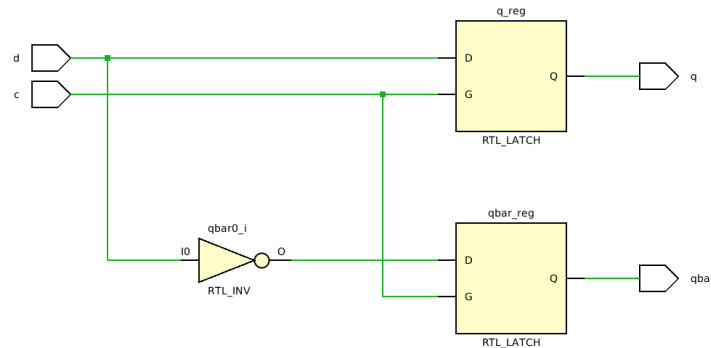 q_reg
d
D
Q
q
c
G
RTL_LATCH
qbar_reg
qbar0_i
I0
O
D
Q
qba
RTL_INV
G
RTL_LATCH